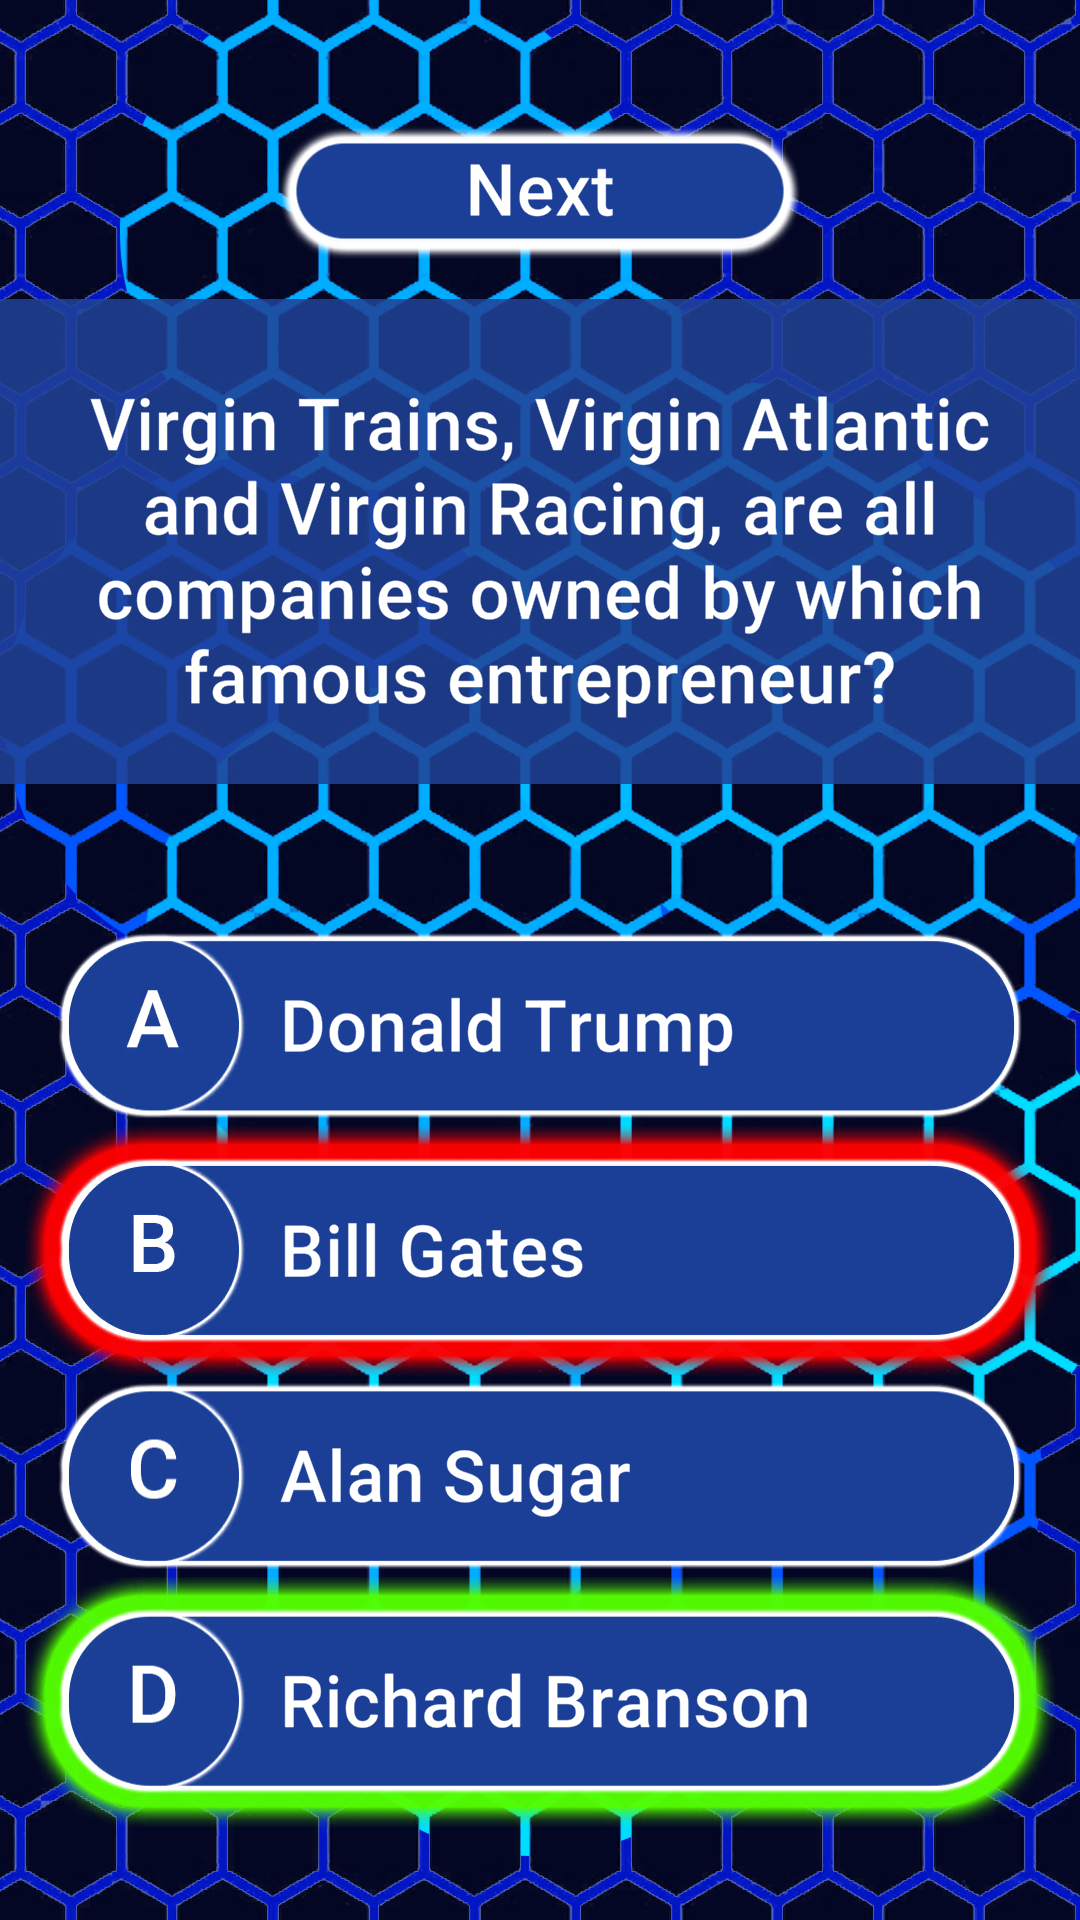 Next
Virgin Trains, Virgin Atlantic
and Virgin Racing, are all
companies owned by which
famous entrepreneur?
A Donald Trump
B Bill Gates
C Alan Sugar
D Richard Branson